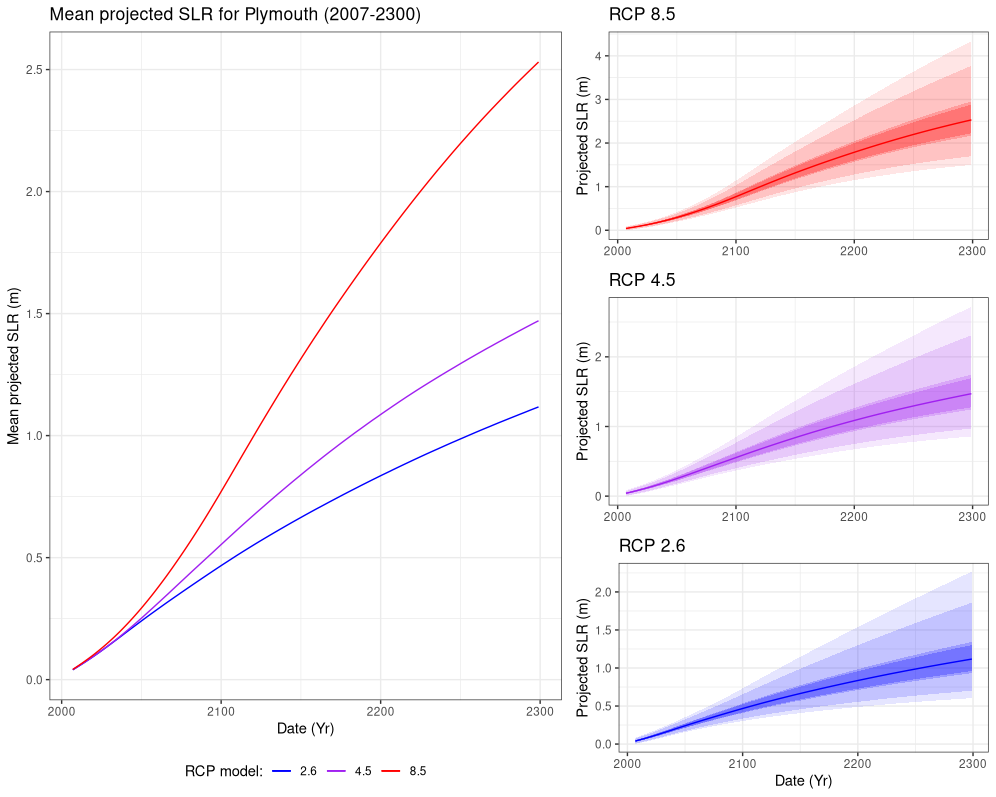 Mean projected SLR for Plymouth (2007-2300)
Mean projected SLR (m)
2.5
2.0
1.5
1.0
0.5
0.0
2000 2100 2200 2300
Date (Yr)
RCP model: 2.6 4.5 8.5
RCP 8.5
Projected SLR (m)
4
3
2
1
0
2000 2100 2200 2300
RCP 4.5
Projected SLR (m)
2
1
0
2000 2100 2200 2300
RCP 2.6
Projected SLR (m)
2.0
1.5
1.0
0.5
0.0
2000 2100 2200 2300
Date (Yr)